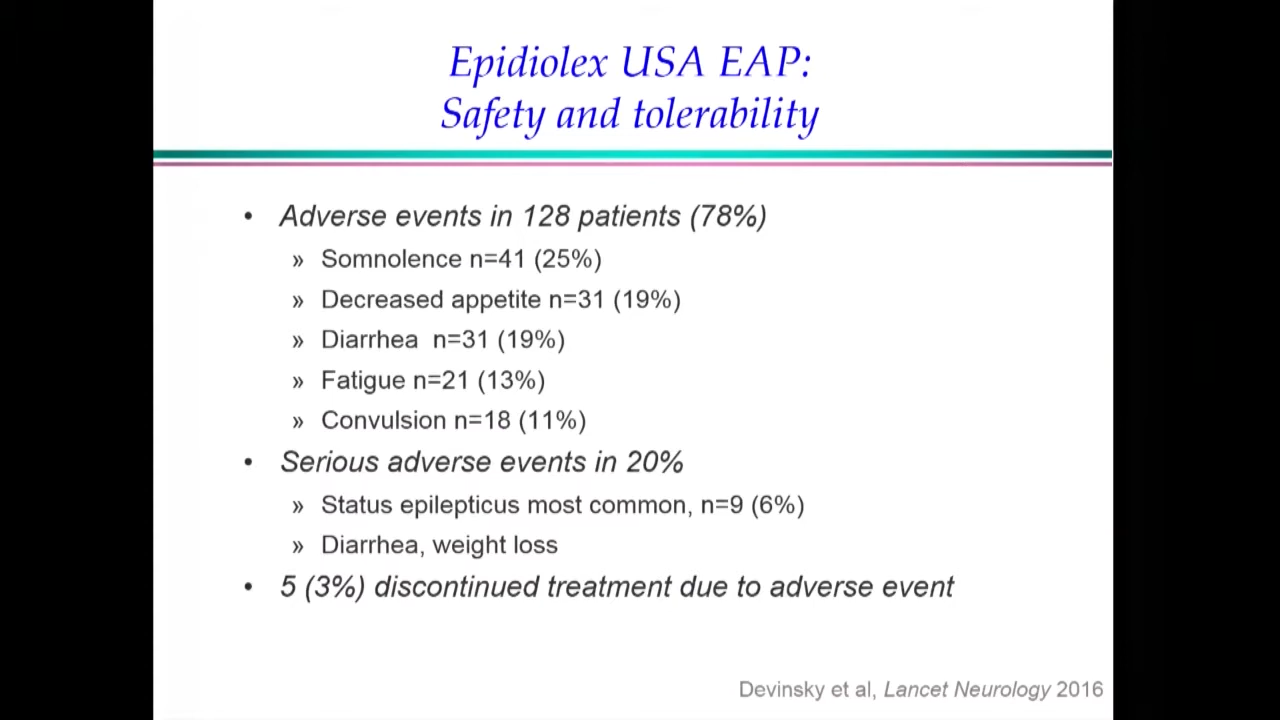 Epidiolex USA EAP:
Safety and tolerability
• Adverse events in 128 patients (78%)
» Somnolence n=41 (25%)
» Decreased appetite n=31 (19%)
» Diarrhea  n=31 (19%)
» Fatigue n=21 (13%)
» Convulsion n=18 (11%)
• Serious adverse events in 20%
» Status epilepticus most common, n=9 (6%)
» Diarrhea, weight loss
• 5 (3%) discontinued treatment due to adverse event
Devinsky et al, Lancet Neurology 2016